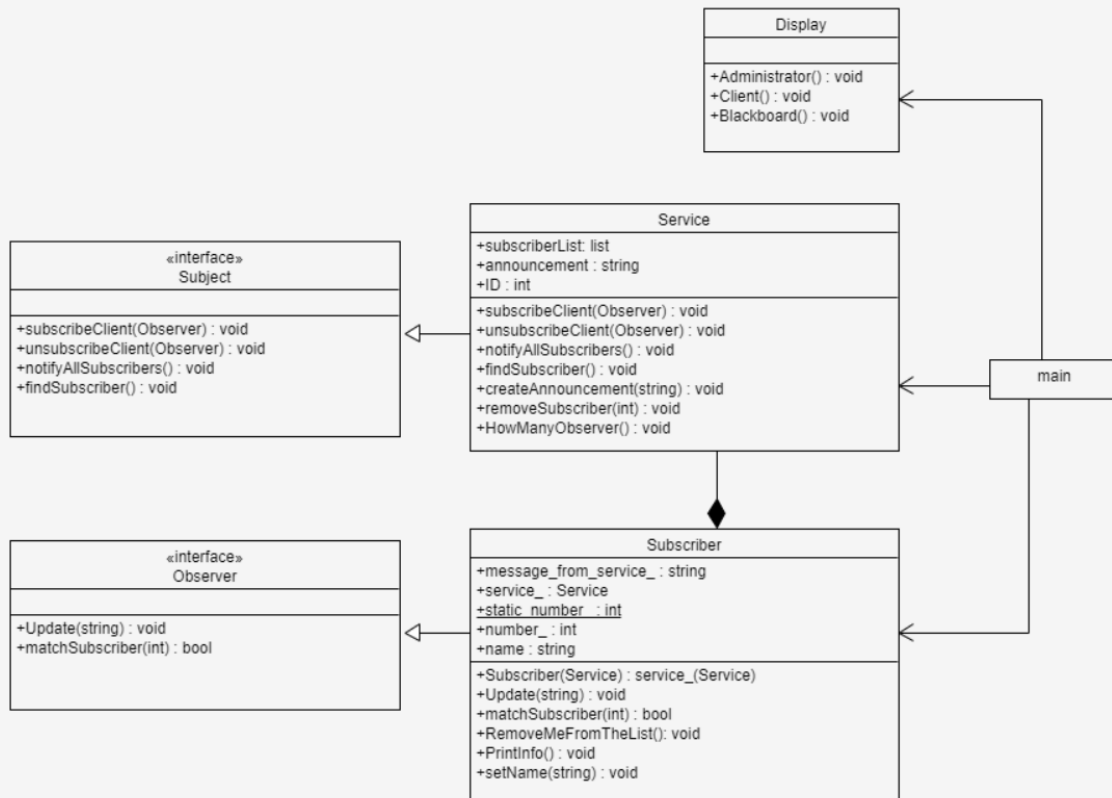 Display
+Administrator() : void
+Client() : void
+Blackboard() : void
Service
+subscriberList: list
+announcement : string
+ID : int
+subscribeClient(Observer) : void
+unsubscribeClient(Observer) : void
+notifyAllSubscribers() : void
+findSubscriber() : void
+createAnnouncement(string) : void
+removeSubscriber(int) : void
+HowManyObserver() : void
«interface»
Subject
+subscribeClient(Observer) : void
+unsubscribeClient(Observer) : void
+notifyAllSubscribers() : void
+findSubscriber() : void
main
«interface»
Observer
+Update(string) : void
+matchSubscriber(int) : bool
Subscriber
+message_from_service_ : string
+service_ : Service
+static_number_ : int
+number_ : int
+name : string
+Subscriber(Service) : service_(Service)
+Update(string) : void
+matchSubscriber(int) : bool
+RemoveMeFromTheList(): void
+PrintInfo() : void
+setName(string) : void